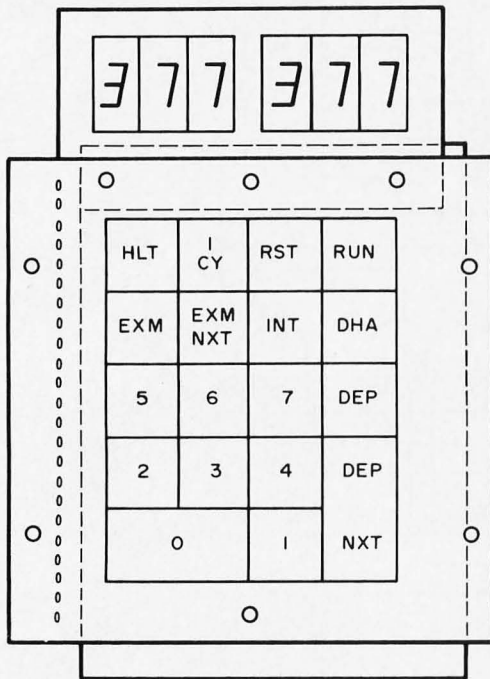 377 377
HLT 1 CY RST RUN
EXM EXM NXT INT DHA
5 6 7 DEP
2 3 4 DEP
0 1 NXT